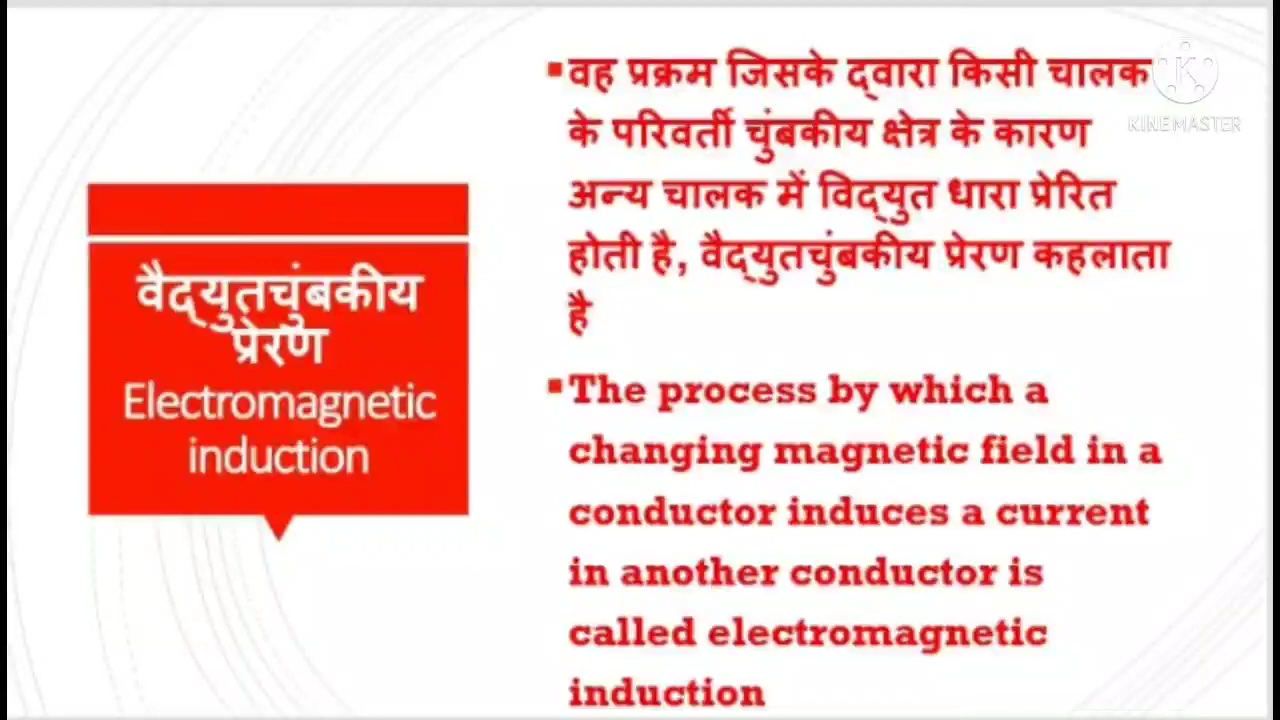 वैद्युतचुंबकीय
प्रेरण
Electromagnetic
induction
▪वह प्रक्रम जिसके द्वारा किसी चालक
के परिवर्ती चुंबकीय क्षेत्र के कारण
अन्य चालक में विद्युत धारा प्रेरित
होती है, वैद्युतचुंबकीय प्रेरण कहलाता
है
▪The process by which a
changing magnetic field in a
conductor induces a current
in another conductor is
called electromagnetic
induction
K
KINEMASTER